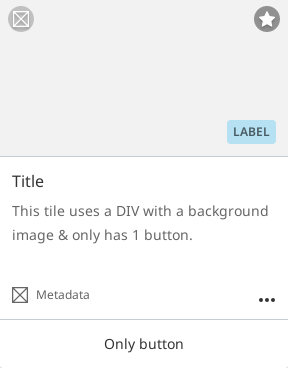 LABEL
Title
This tile uses a DIV with a background
image & only has 1 button.
Metadata
Only button